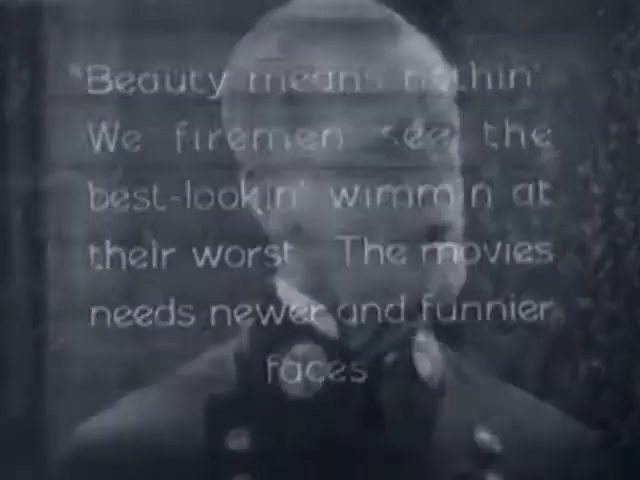 "Beauty means nothin'
We firemen see the
best-lookin' wimmin at
their worst The movies
needs newer and funnier
faces